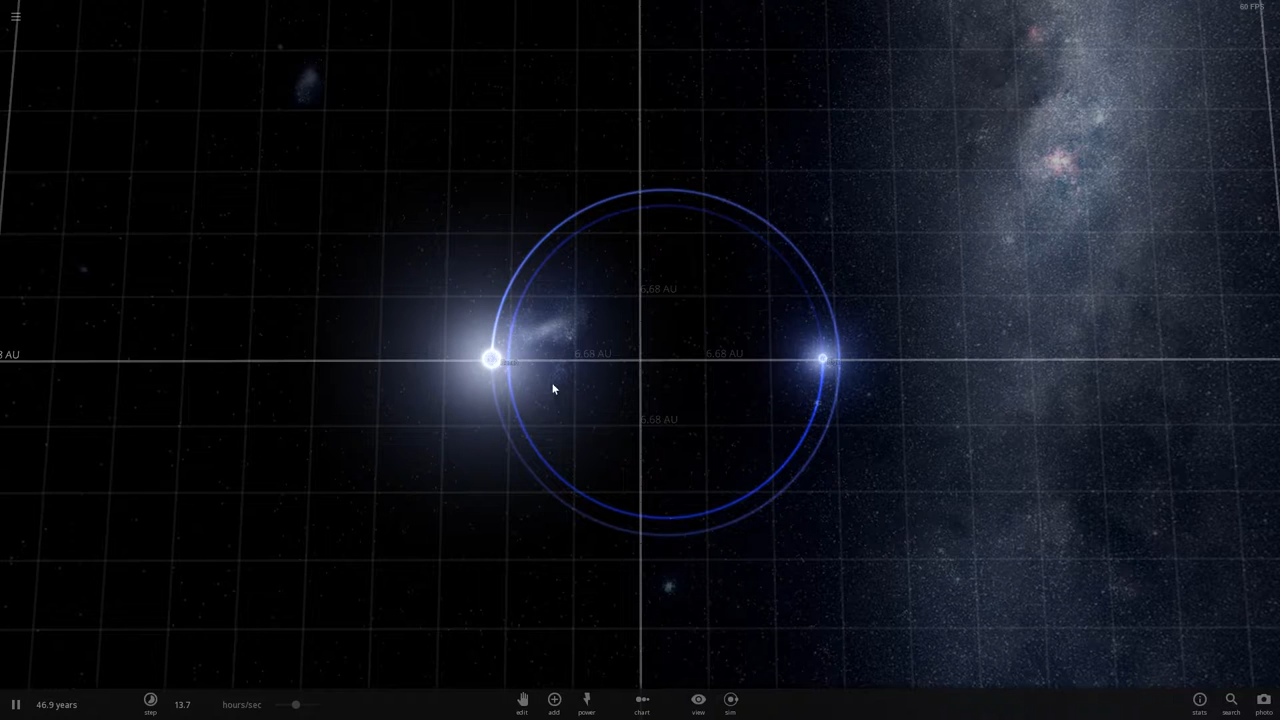 60 FPS
6.68 AU
8 AU
6.68 AU
6.68 AU
6.68 AU
46.9 years
step
13.7
hours/sec
edit
add
power
chart
view
sim
stats
search
photo